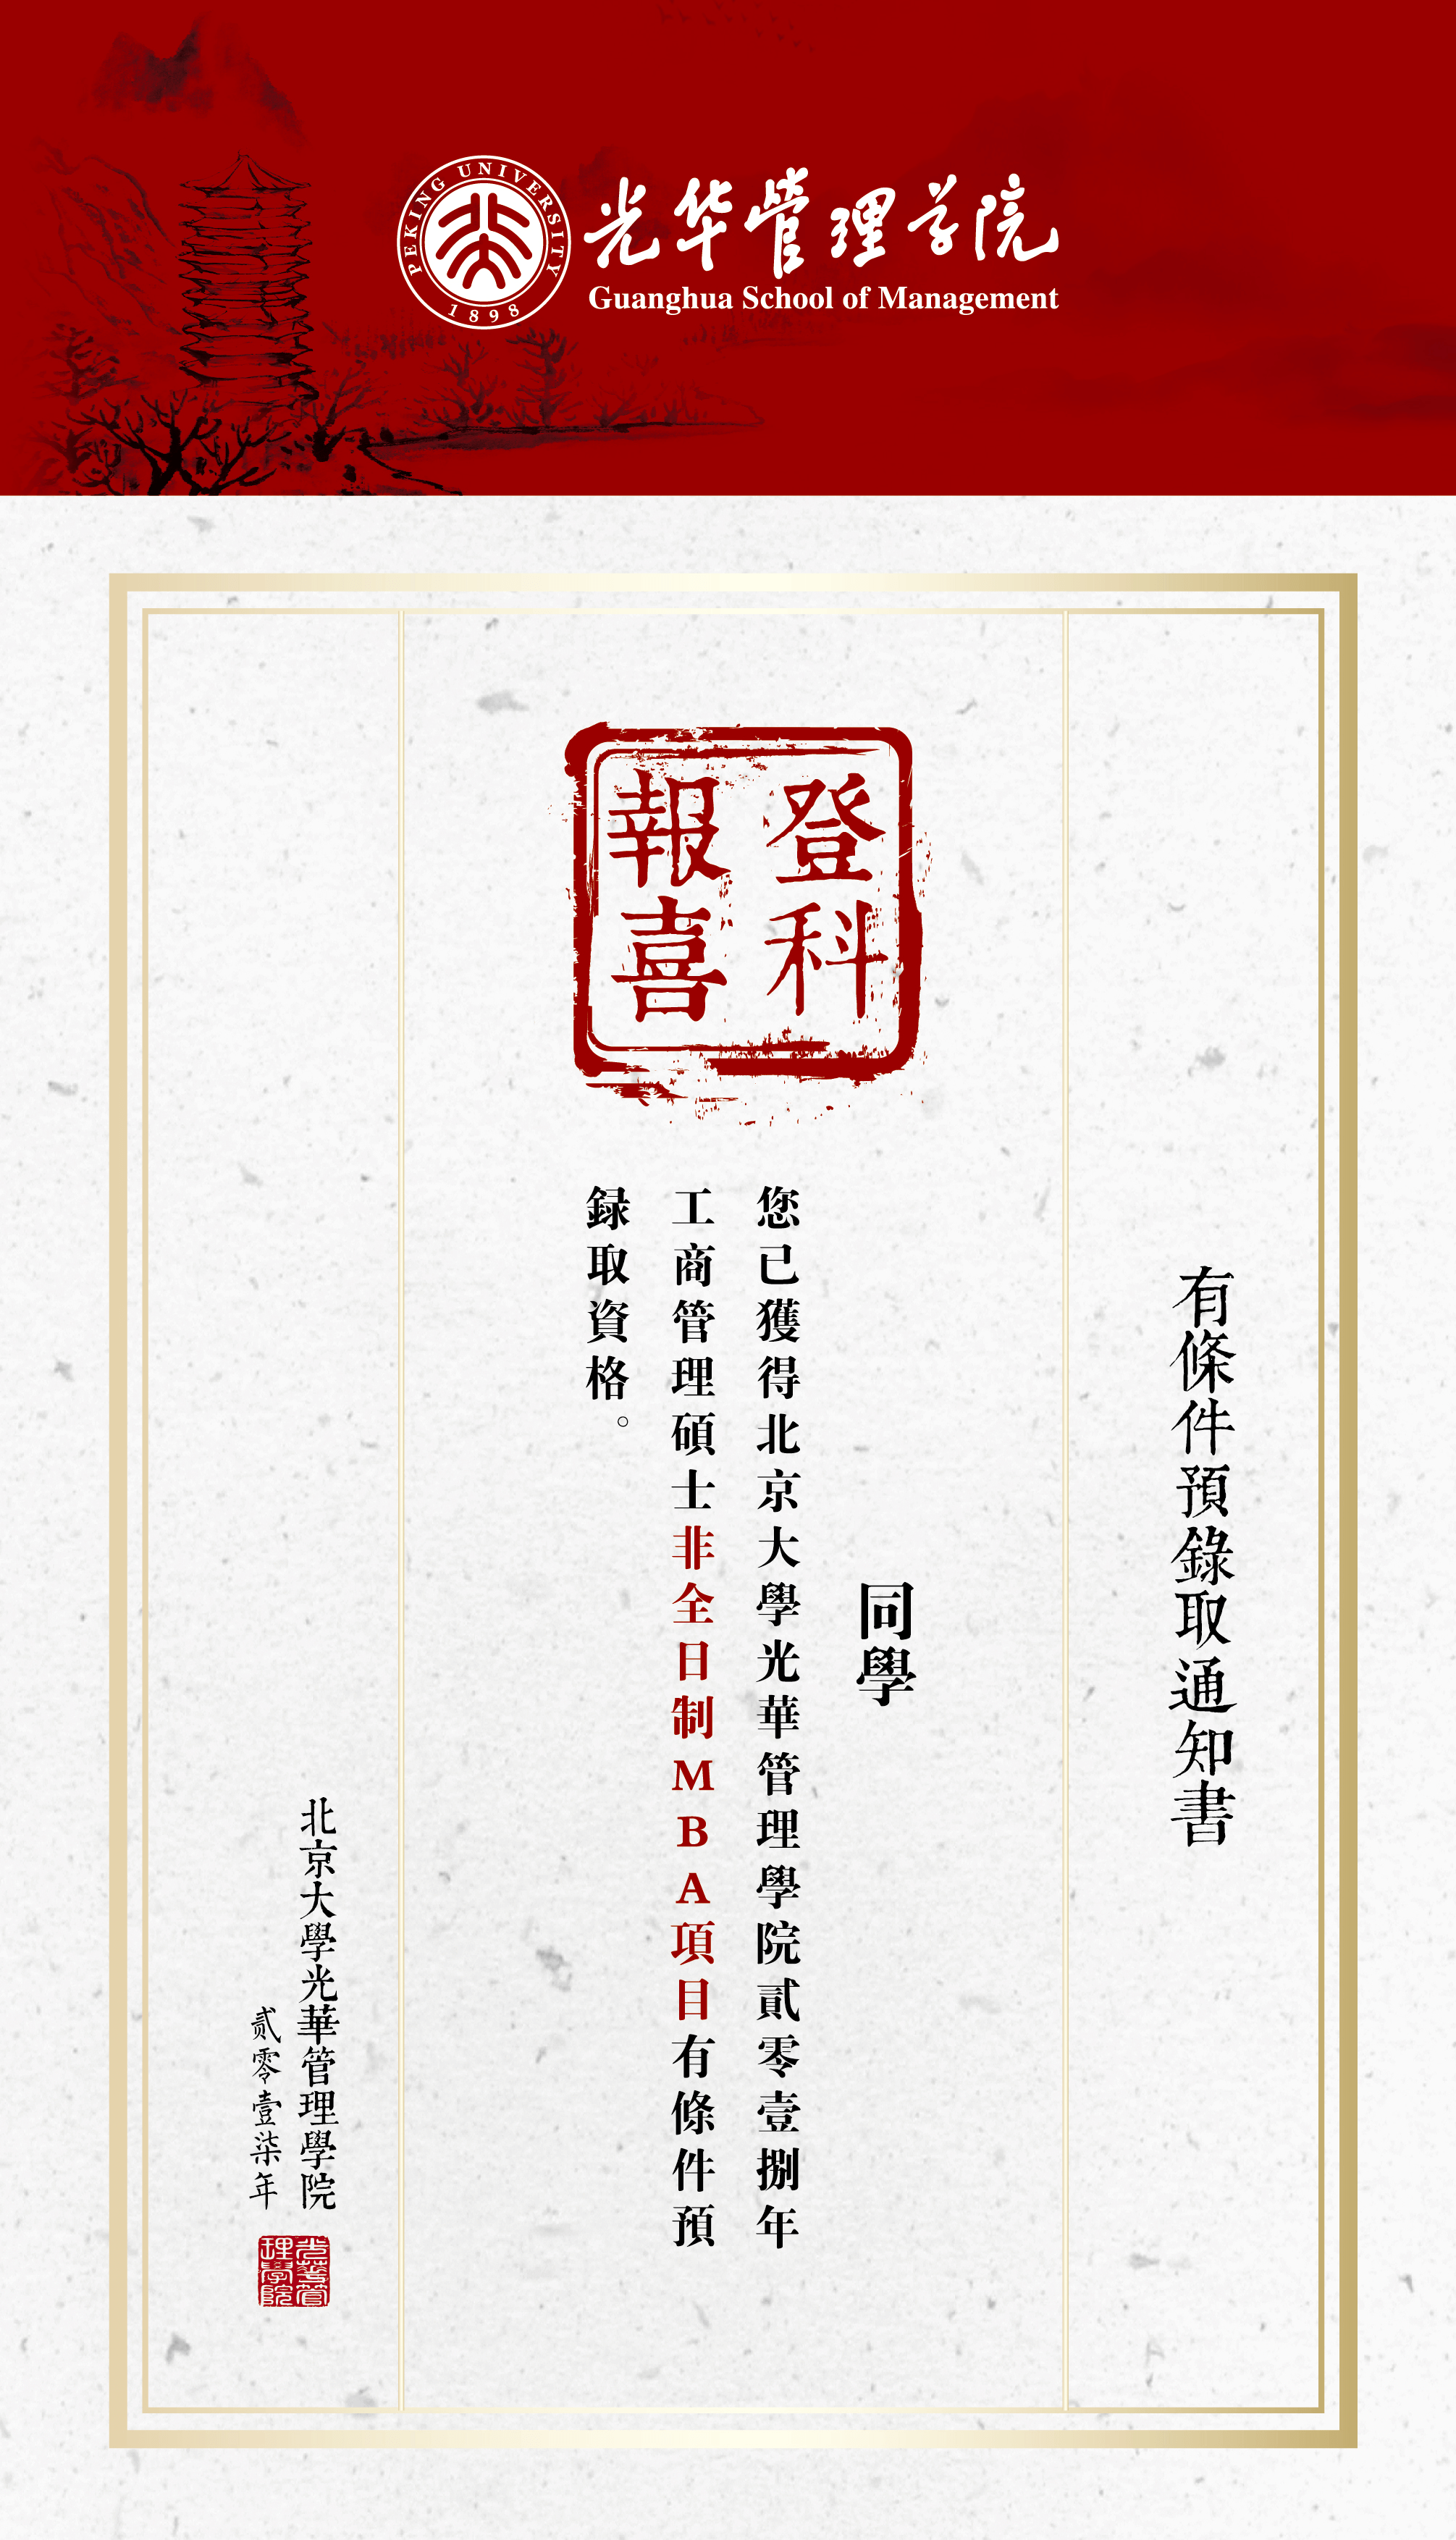 PEKING UNIVERSITY
1898
光华管理学院
Guanghua School of Management
登科
報喜
有條件預錄取通知書
同學
您已獲得北京大學光華管理學院貳零壹捌年
工商管理碩士非全日制MBA項目有條件預
録取資格。
北京大學光華管理學院
贰零壹柒年
光華管
理學院